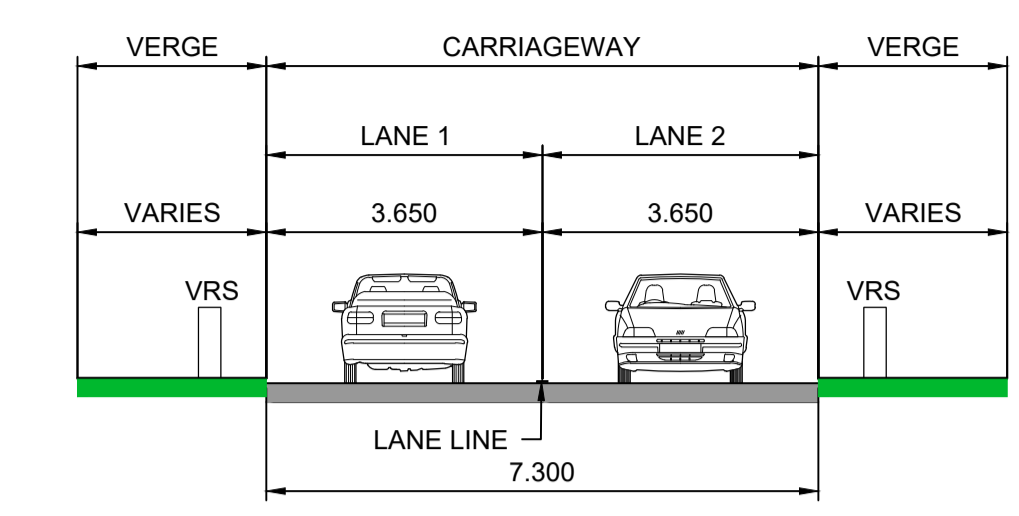 VERGE CARRIAGEWAY VERGE
LANE 1 LANE 2
VARIES 3.650 3.650 VARIES
VRS VRS
LANE LINE
7.300